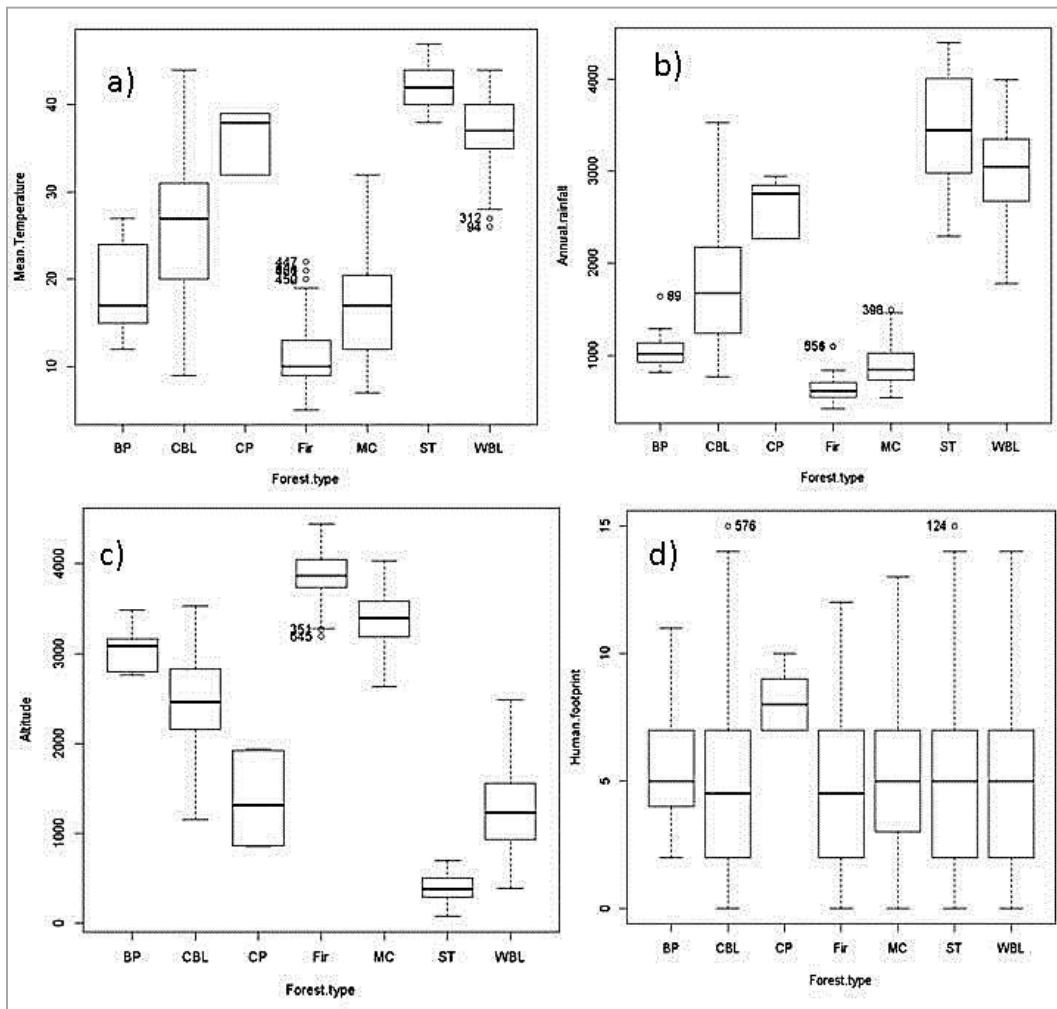 a)
Mean.Temperature
40
30
20
10
447
450
312
94
BP CBL CP Fir MC ST WBL
Forest.type
b)
Annual.rainfall
4000
3000
2000
1000
89
398
BP CBL CP Fir MC ST WBL
Forest.type
c)
Altitude
4000
3000
2000
1000
0
351
645
BP CBL CP Fir MC ST WBL
Forest.type
d)
Human.footprint
15
10
5
0
576
124
BP CBL CP Fir MC ST WBL
Forest.type